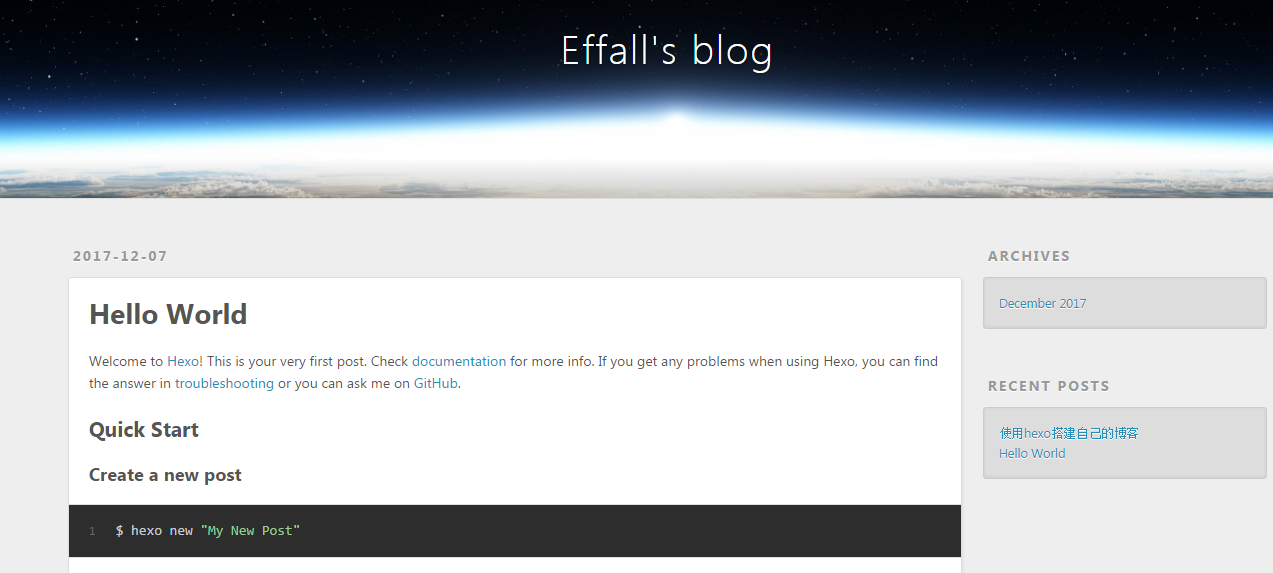 Effall's blog
2017-12-07
Hello World
Welcome to Hexo! This is your very first post. Check documentation for more info. If you get any problems when using Hexo, you can find
the answer in troubleshooting or you can ask me on GitHub.
Quick Start
Create a new post
1 $ hexo new "My New Post"
ARCHIVES
December 2017
RECENT POSTS
使用hexo搭建自己的博客
Hello World